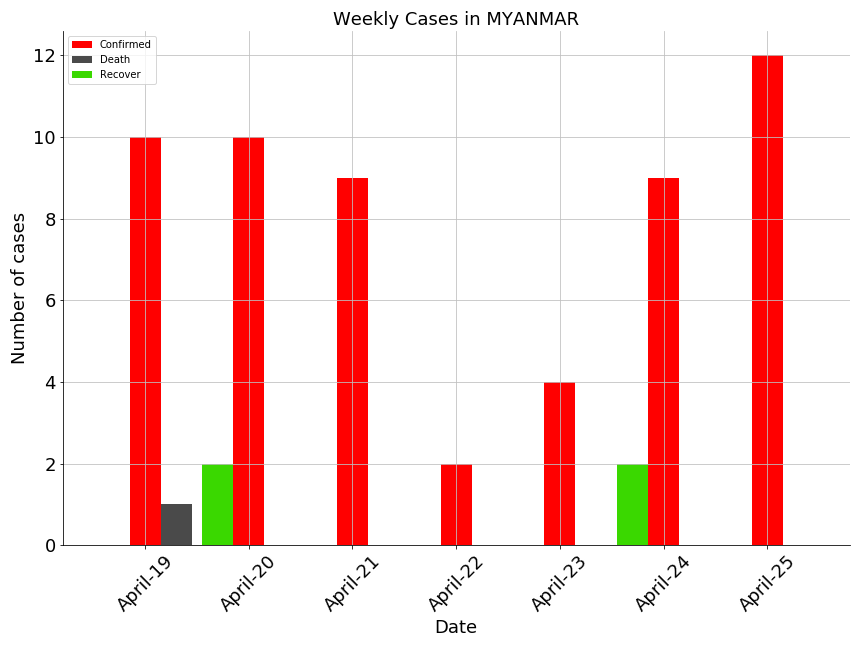 Weekly Cases in MYANMAR
Confirmed
Death
Recover
12
10
8
6
4
2
0
Number of cases
April-19
April-20
April-21
April-22
April-23
April-24
April-25
Date